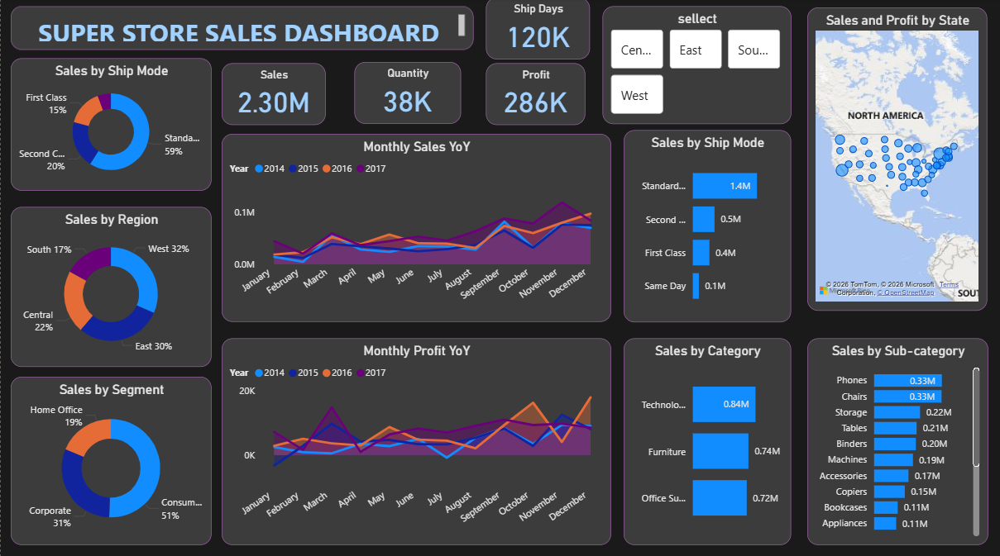 SUPER STORE SALES DASHBOARD
Ship Days
120K
sellect
Cen...
East
Sou...
West
Sales and Profit by State
NORTH AMERICA
© 2026 TomTom, © 2026 Microsoft Terms
Corporation, © OpenStreetMap
SOUT
Sales by Ship Mode
First Class
15%
Standa...
59%
Second C...
20%
Sales
2.30M
Quantity
38K
Profit
286K
Monthly Sales YoY
Year 2014 2015 2016 2017
0.1M
0.0M
January February March April May June July August September October November December
Sales by Ship Mode
Standard... 1.4M
Second ... 0.5M
First Class 0.4M
Same Day 0.1M
Sales by Region
South 17%
West 32%
Central
22%
East 30%
Monthly Profit YoY
Year 2014 2015 2016 2017
20K
0K
January February March April May June July August September October November December
Sales by Category
Technolo... 0.84M
Furniture 0.74M
Office Su... 0.72M
Sales by Sub-category
Phones 0.33M
Chairs 0.33M
Storage 0.22M
Tables 0.21M
Binders 0.20M
Machines 0.19M
Accessories 0.17M
Copiers 0.15M
Bookcases 0.11M
Appliances 0.11M
Sales by Segment
Home Office
19%
Corporate
31%
Consum...
51%